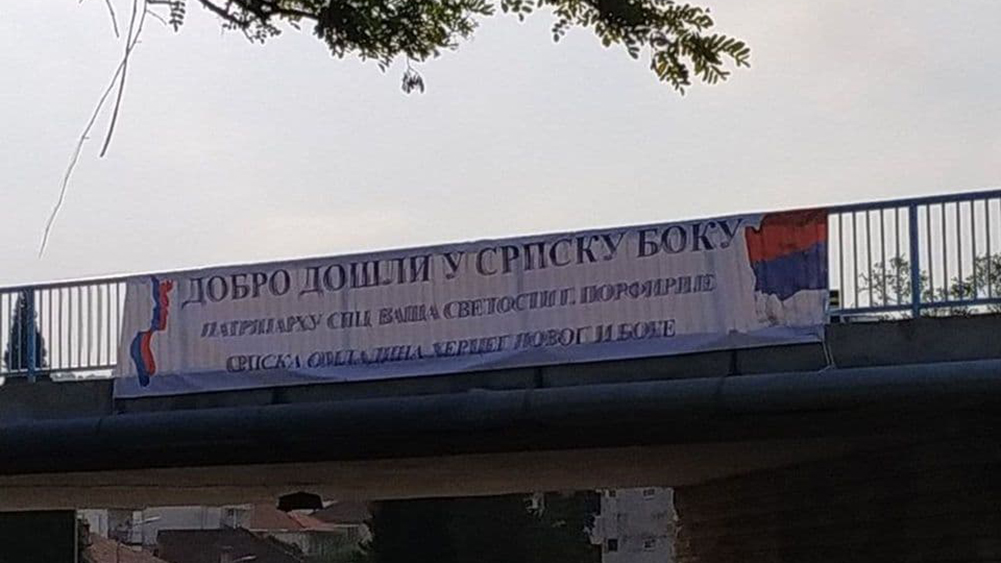 ДОБРО ДОШЛИ У СРПСКУ БОКУ
ПАТРИЈАРХУ СПЦ ВАША СВЕТОСТИ Г. ПОРФИРИЈЕ
СРПСКА ОМЛАДИНА ХЕРЦЕГ НОВОГ И БОКЕ